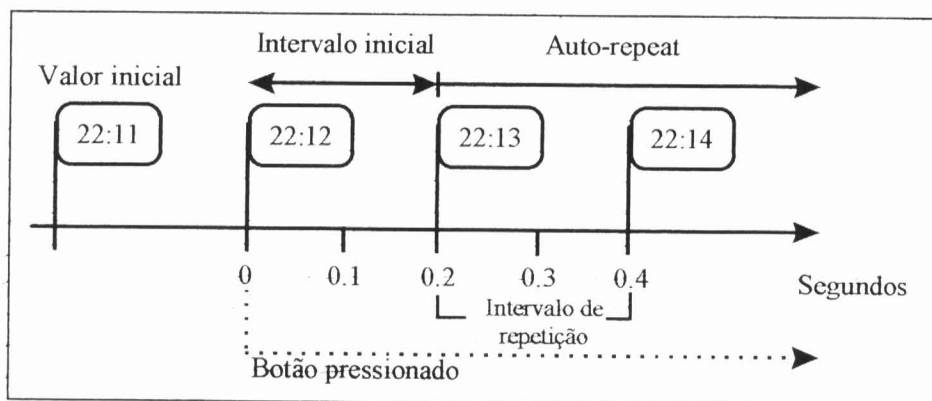 Intervalo inicial
Auto-repeat
Valor inicial
22:11
22:12
22:13
22:14
0
0.1
0.2
0.3
0.4
Segundos
Intervalo de
repetição
Botão pressionado